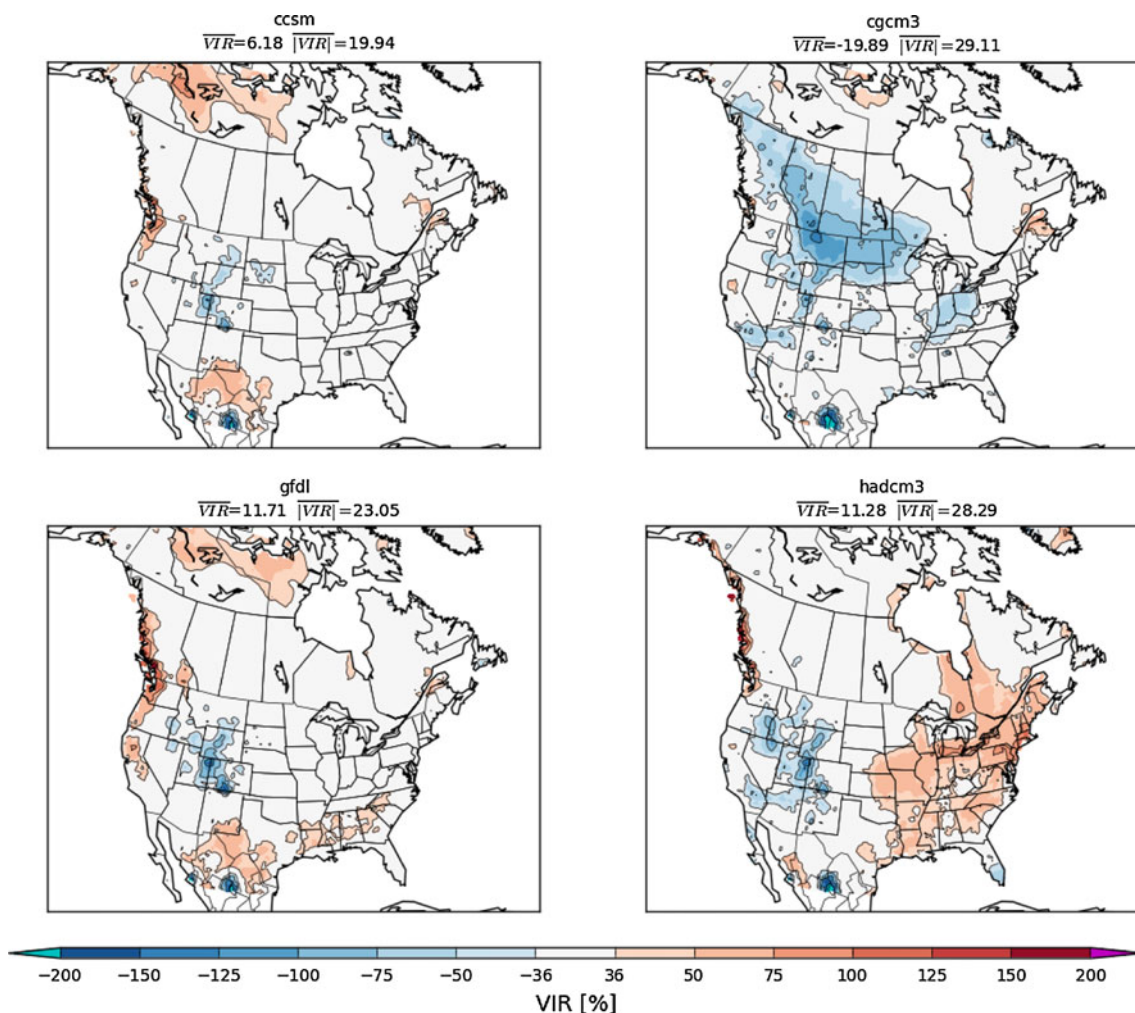 ccsm
VIR=6.18 |VIR|=19.94
cgcm3
VIR=-19.89 |VIR|=29.11
gfdl
VIR=11.71 |VIR|=23.05
hadcm3
VIR=11.28 |VIR|=28.29
−200 −150 −125 −100 −75 −50 −36 36 50 75 100 125 150 200
VIR [%]